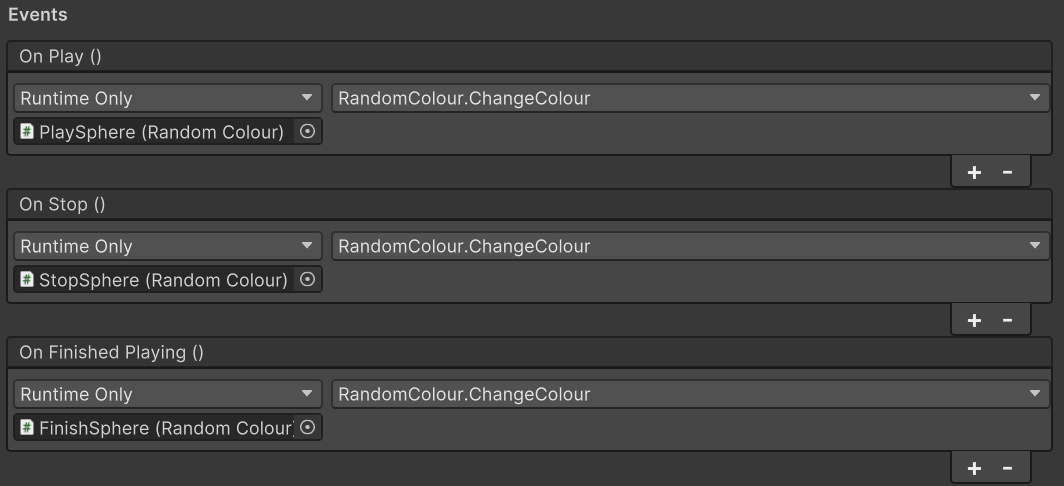 Events
On Play ()
Runtime Only RandomColour.ChangeColour
# PlaySphere (Random Colour)
+ -
On Stop ()
Runtime Only RandomColour.ChangeColour
# StopSphere (Random Colour)
+ -
On Finished Playing ()
Runtime Only RandomColour.ChangeColour
# FinishSphere (Random Colour)
+ -